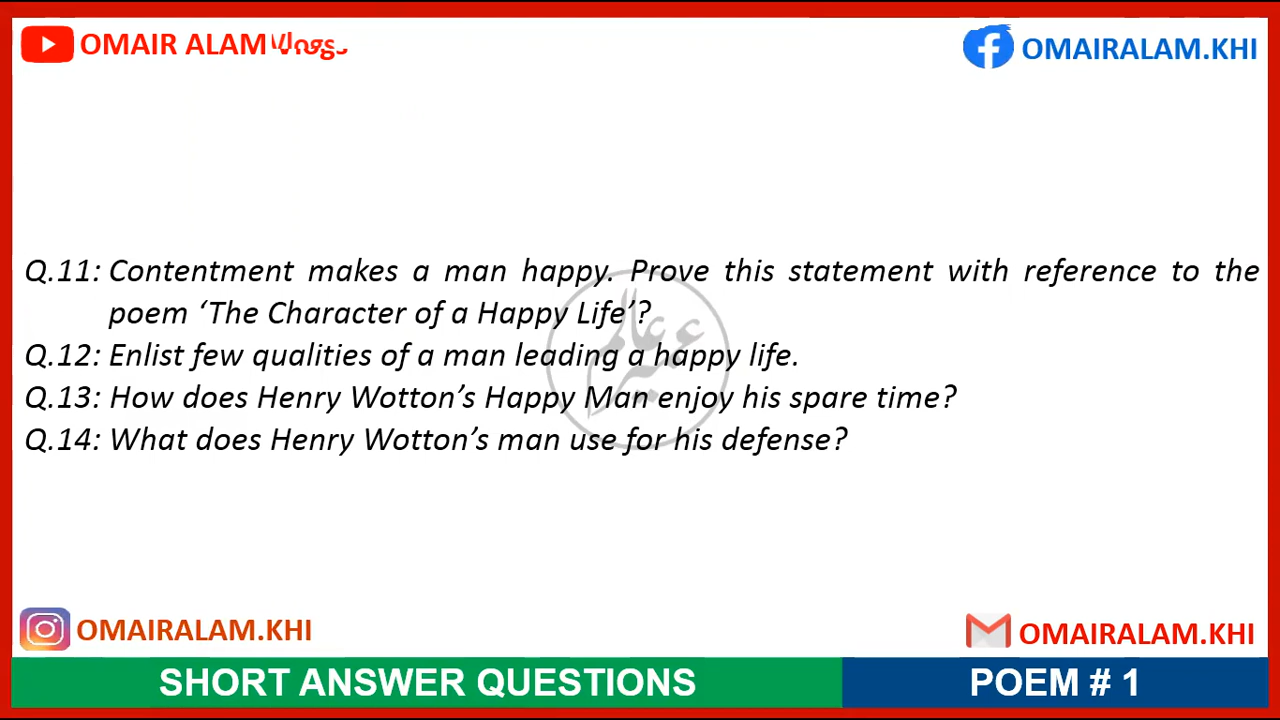 OMAIR ALAM Vlogs
OMAIRALAM.KHI
Q.11: Contentment makes a man happy. Prove this statement with reference to the
poem ‘The Character of a Happy Life’?
Q.12: Enlist few qualities of a man leading a happy life.
Q.13: How does Henry Wotton’s Happy Man enjoy his spare time?
Q.14: What does Henry Wotton’s man use for his defense?
عمیر عالم
OMAIRALAM.KHI
OMAIRALAM.KHI
SHORT ANSWER QUESTIONS
POEM # 1